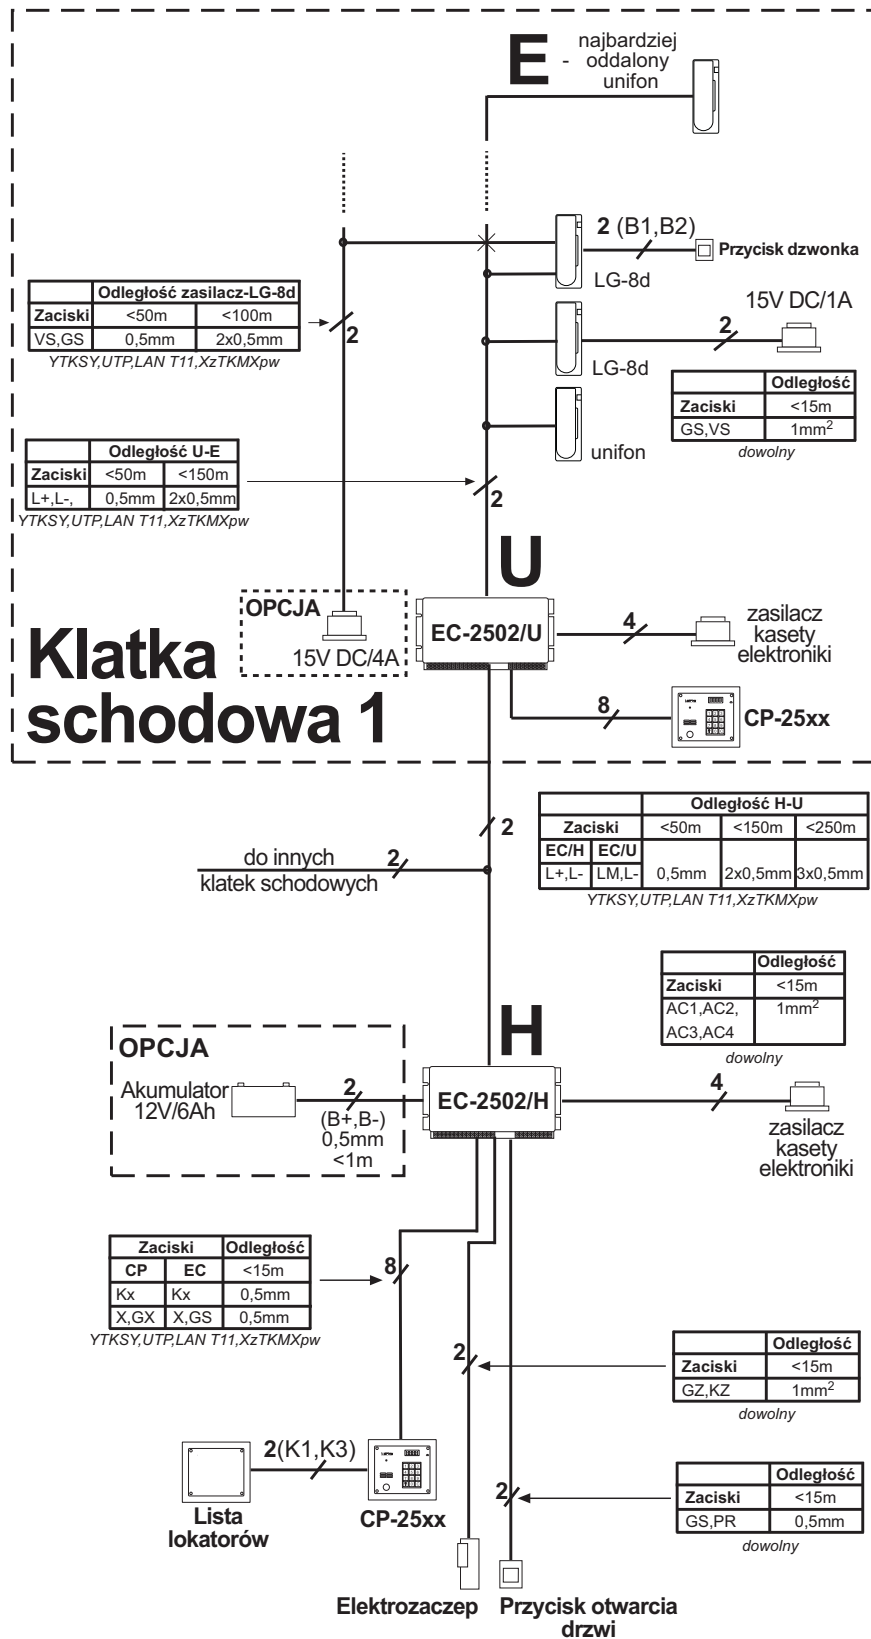 E
- najbardziej
oddalony
unifon
2 (B1,B2)
Przycisk dzwonka
LG-8d
Odległość zasilacz-LG-8d
Zaciski <50m <100m
VS,GS 0,5mm 2x0,5mm
YTKSY,UTP,LAN T11,XzTKMXpw
2
15V DC/1A
2
LG-8d
Odległość
Zaciski <15m
GS,VS 1mm2
dowolny
unifon
Odległość U-E
Zaciski <50m <150m
L+,L-, 0,5mm 2x0,5mm
YTKSY,UTP,LAN T11,XzTKMXpw
2
U
OPCJA
15V DC/4A
EC-2502/U
4
zasilacz
kasety
elektroniki
Klatka
schodowa 1
8
CP-25xx
2
Odległość H-U
Zaciski <50m <150m <250m
EC/H EC/U
L+,L- LM,L- 0,5mm 2x0,5mm 3x0,5mm
YTKSY,UTP,LAN T11,XzTKMXpw
do innych
klatek schodowych
2
Odległość
Zaciski <15m
AC1,AC2, 1mm2
AC3,AC4
dowolny
H
OPCJA
Akumulator
12V/6Ah
2
(B+,B-)
0,5mm
<1m
EC-2502/H
4
zasilacz
kasety
elektroniki
Zaciski Odległość
CP EC <15m
Kx Kx 0,5mm
X,GX X,GS 0,5mm
YTKSY,UTP,LAN T11,XzTKMXpw
8
2
Odległość
Zaciski <15m
GZ,KZ 1mm2
dowolny
2(K1,K3)
Lista
lokatorów
CP-25xx
2
Odległość
Zaciski <15m
GS,PR 0,5mm
dowolny
Elektrozaczep
Przycisk otwarcia
drzwi